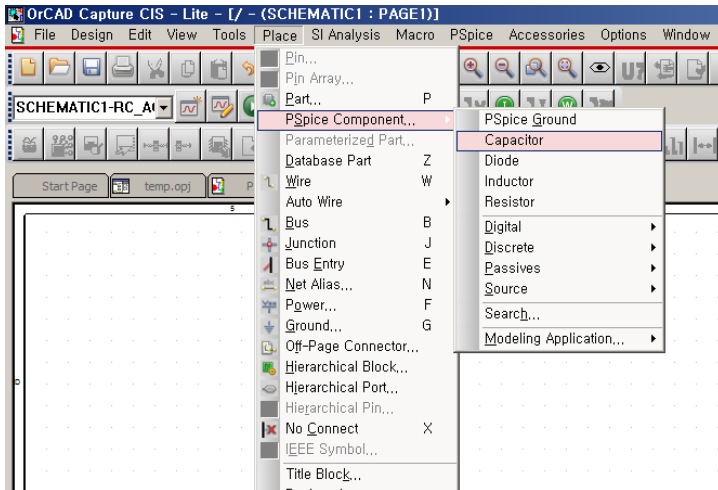 OrCAD Capture CIS - Lite - [/ - (SCHEMATIC1 : PAGE1)]
File Design Edit View Tools Place SI Analysis Macro PSpice Accessories Options Window
Pin...
Pin Array...
SCHEMATIC1-RC_A
Part... P
PSpice Component...
PSpice Ground
Parameterized Part...
Capacitor
Database Part Z
Diode
Start Page temp.opj P
Wire W
Inductor
Auto Wire
Resistor
5
Bus B
Digital
Junction J
Discrete
Bus Entry E
Passives
Net Alias... N
Source
Power... F
Search...
Ground... G
Modeling Application...
Off-Page Connector...
Hierarchical Block...
D
Hierarchical Port...
Hierarchical Pin...
No Connect X
IEEE Symbol...
Title Block...